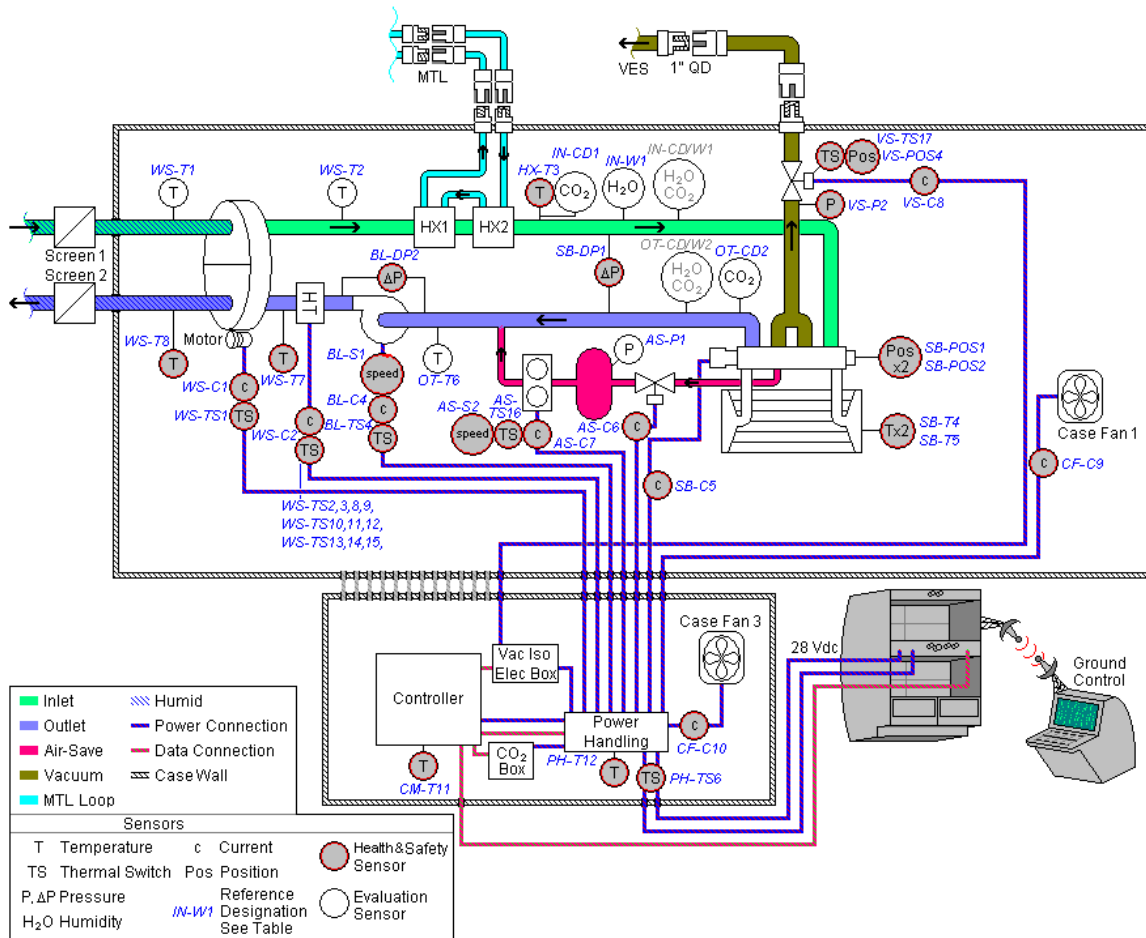 VES
1" QD
MTL
VS-TS17
VS-POS4
TS
Pos
IN-CD/W1
IN-CD1
IN-W1
WS-T1
WS-T2
HX-T3
T
T
T
CO2
H2O
H2O
CO2
c
VS-C8
P
VS-P2
HX1
HX2
Screen 1
Screen 2
BL-DP2
SB-DP1
OT-CD/W2
OT-CD2
ΔP
ΔP
H2O
CO2
CO2
HT
WS-T8
Motor
T
T
WS-T7
BL-S1
T
OT-T6
P
AS-P1
Pos
x2
SB-POS1
SB-POS2
WS-C1
c
WS-TS1
TS
speed
BL-C4
c
AS-S2
AS-
TS16
WS-C2
c
BL-TS4
TS
TS
speed
TS
c
AS-C7
AS-C6
c
Tx2
SB-T4
SB-T5
Case Fan 1
c
CF-C9
c
SB-C5
WS-TS2,3,8,9,
WS-TS10,11,12,
WS-TS13,14,15,
Case Fan 3
28 Vdc
Vac Iso
Elec Box
Controller
Ground
Control
Power
Handling
c
CF-C10
CO2
Box
PH-T12
T
T
CM-T11
TS
PH-TS6
Inlet
Humid
Outlet
Power Connection
Air-Save
Data Connection
Vacuum
Case Wall
MTL Loop
Sensors
T Temperature
c Current
Health&Safety
Sensor
TS Thermal Switch
Pos Position
P, ΔP Pressure
IN-W1
Reference
Designation
See Table
Evaluation
Sensor
H2O Humidity